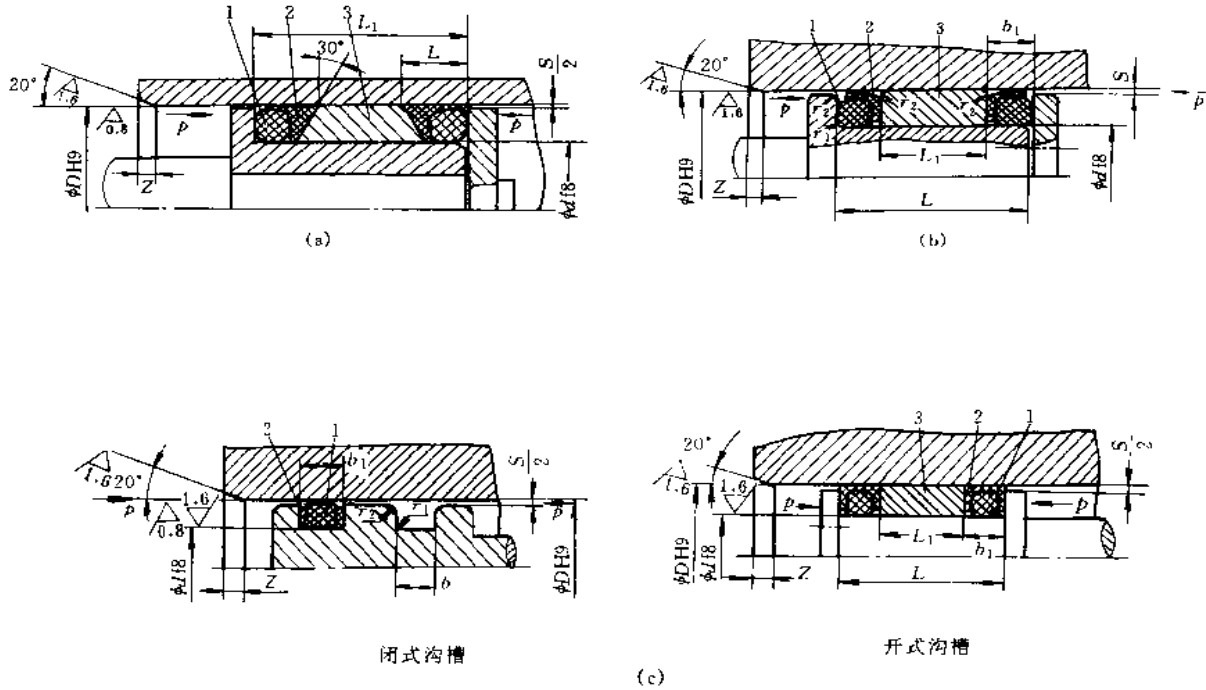 1 2 3 L₁
30° L S/2
20°
1.6
0.8
p p
Z
ϕDH9
ϕdf8
(a)
1 2 3 b₁
20° S
1.6
1.6
p p
r₂ r₂ r₂
r₁
L₁
ϕDH9
Z
ϕdf8
L
(b)
2 1
b₁ S/2
1.6 20°
p 1.6 p
0.8
r₂ r₁
ϕdf8
Z b
ϕDH9
3 2 1
20° S/2
1.6 1.6
p p
L₁
b₁
ϕDH9
ϕdf8
Z L
闭式沟槽
开式沟槽
(c)